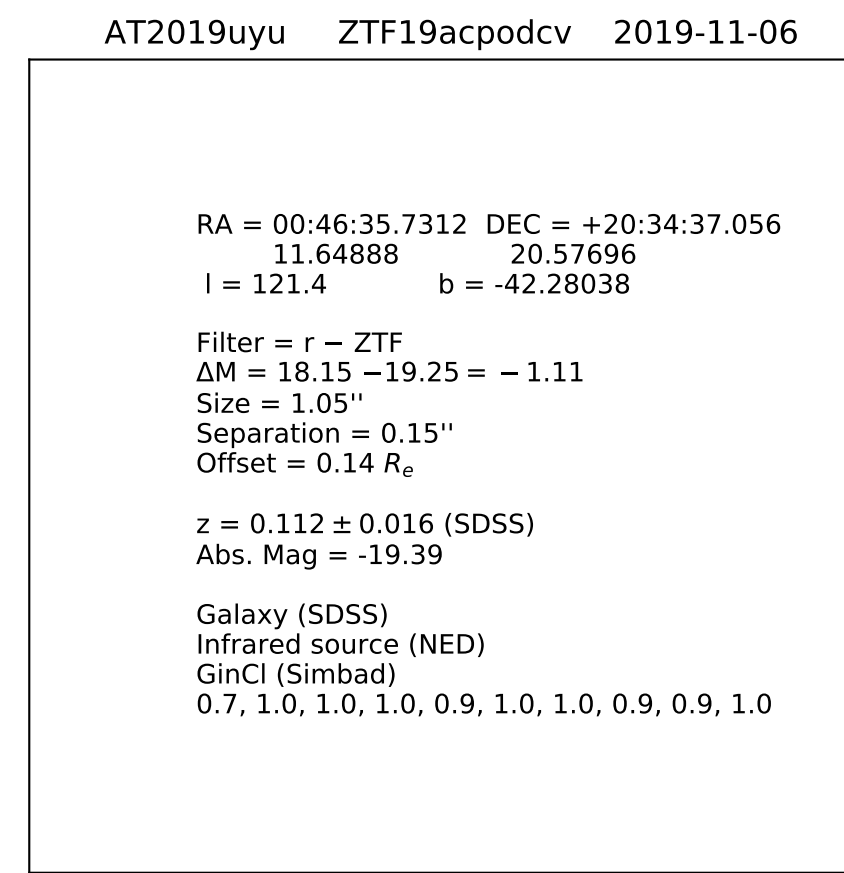 AT2019uyu ZTF19acpodcv 2019-11-06
RA = 00:46:35.7312 DEC = +20:34:37.056
11.64888 20.57696
l = 121.4 b = -42.28038
Filter = r − ZTF
ΔM = 18.15 −19.25 = − 1.11
Size = 1.05''
Separation = 0.15''
Offset = 0.14 Re
z = 0.112 ± 0.016 (SDSS)
Abs. Mag = -19.39
Galaxy (SDSS)
Infrared source (NED)
GinCl (Simbad)
0.7, 1.0, 1.0, 1.0, 0.9, 1.0, 1.0, 0.9, 0.9, 1.0